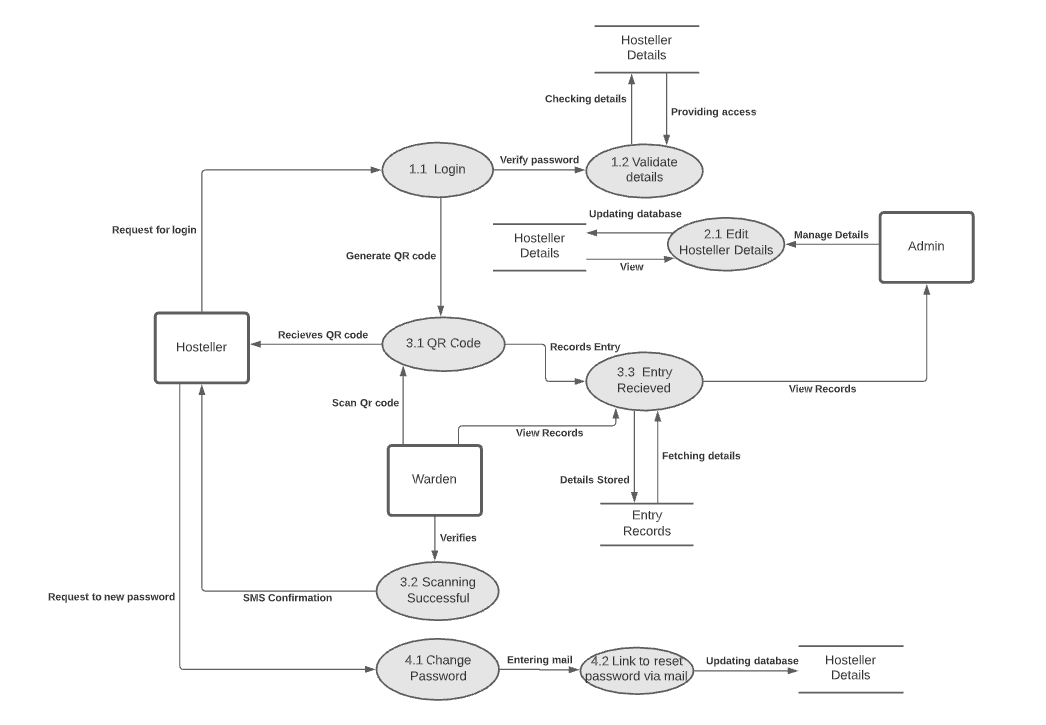 Hosteller
Details
Checking details
Providing access
1.1 Login
Verify password
1.2 Validate
details
Request for login
Updating database
Hosteller
Details
View
2.1 Edit
Hosteller Details
Manage Details
Admin
Generate QR code
Hosteller
Recieves QR code
3.1 QR Code
Records Entry
3.3 Entry
Recieved
View Records
Scan Qr code
View Records
Warden
Details Stored
Fetching details
Entry
Records
Verifies
3.2 Scanning
Successful
SMS Confirmation
Request to new password
4.1 Change
Password
Entering mail
4.2 Link to reset
password via mail
Updating database
Hosteller
Details